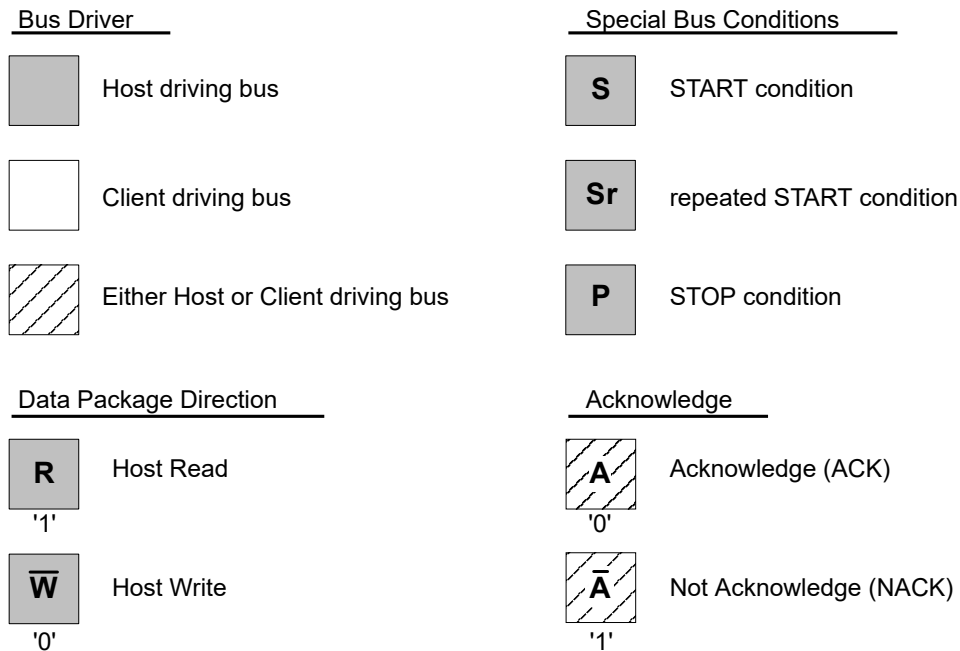 Bus Driver
Host driving bus
Client driving bus
Either Host or Client driving bus
Special Bus Conditions
S START condition
Sr repeated START condition
P STOP condition
Data Package Direction
R Host Read
'1'
W̅ Host Write
'0'
Acknowledge
A Acknowledge (ACK)
'0'
A̅ Not Acknowledge (NACK)
'1'